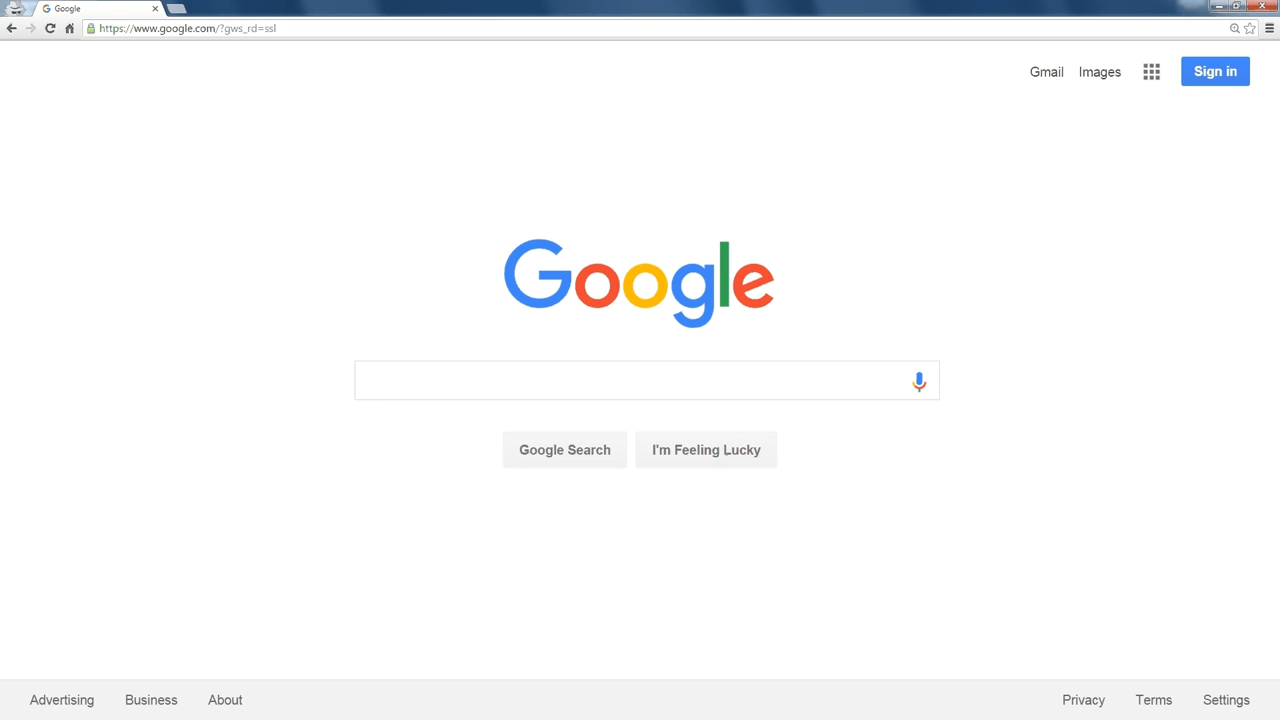 Google
https://www.google.com/?gws_rd=ssl
Gmail Images Sign in
Google
Google Search I'm Feeling Lucky
Advertising Business About Privacy Terms Settings